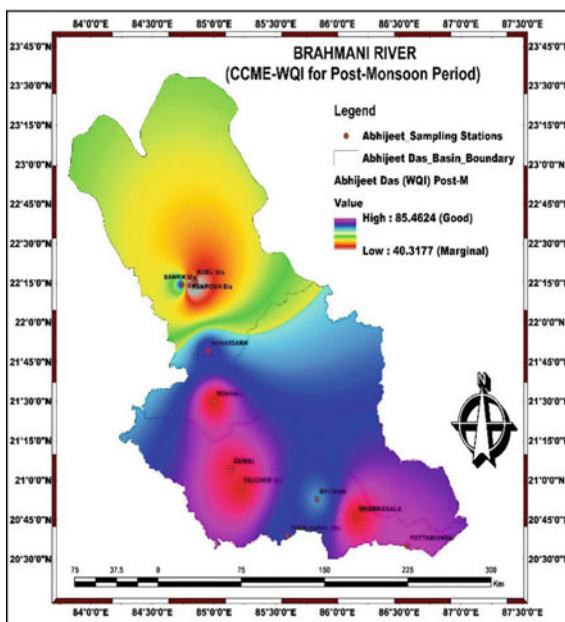 84°0'0"E 84°30'0"E 85°0'0"E 85°30'0"E 86°0'0"E 86°30'0"E 87°0'0"E 87°30'0"E
BRAHMANI RIVER
(CCME-WQI for Post-Monsoon Period)
Legend
Abhijeet_Sampling Stations
Abhijeet Das_Basin_Boundary
Abhijeet Das (WQI) Post-M
Value
High : 85.4624 (Good)
Low : 40.3177 (Marginal)
23°45'0"N 23°45'0"N
23°30'0"N 23°30'0"N
23°15'0"N 23°15'0"N
23°0'0"N 23°0'0"N
22°45'0"N 22°45'0"N
22°30'0"N 22°30'0"N
22°15'0"N 22°15'0"N
22°0'0"N 22°0'0"N
21°45'0"N 21°45'0"N
21°30'0"N 21°30'0"N
21°15'0"N 21°15'0"N
21°0'0"N 21°0'0"N
20°45'0"N 20°45'0"N
20°30'0"N 20°30'0"N
PANPOSH
BONAIGARH
RENGALI
SAMAL
TALCHER
BHUBAN
DHARMASALA
POTTAMUNDAI
N
75 37.5 0 75 150 225 300
Km
84°0'0"E 84°30'0"E 85°0'0"E 85°30'0"E 86°0'0"E 86°30'0"E 87°0'0"E 87°30'0"E